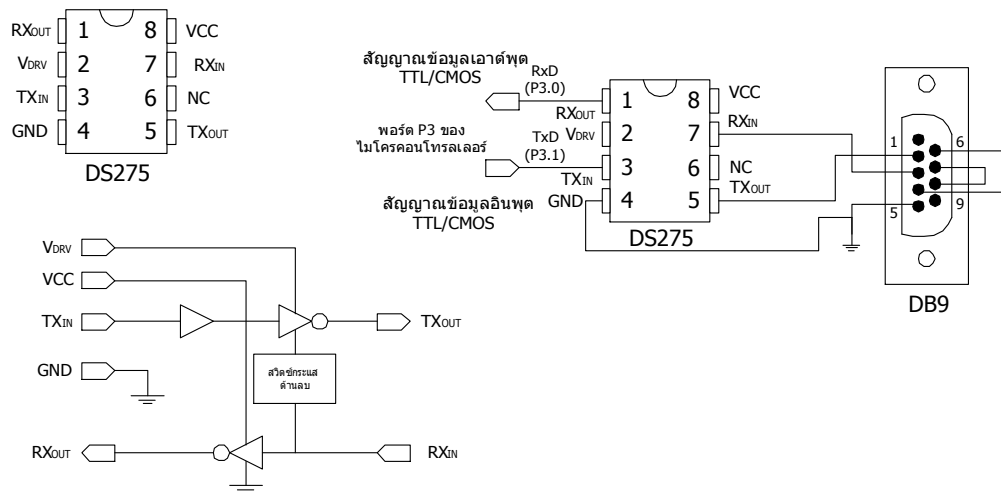 RXOUT 1 8 VCC
VDRV 2 7 RXIN
TXIN 3 6 NC
GND 4 5 TXOUT
DS275
สัญญาณข้อมูลเอาต์พุต
TTL/CMOS
RxD
(P3.0)
พอร์ต P3 ของ
ไมโครคอนโทรลเลอร์
TxD
(P3.1)
สัญญาณข้อมูลอินพุต
TTL/CMOS
RXOUT 1 8 VCC
VDRV 2 7 RXIN
TXIN 3 6 NC
GND 4 5 TXOUT
DS275
1 6
5 9
DB9
VDRV
VCC
TXIN TXOUT
GND
สวิตช์กระแส
ด้านลบ
RXOUT RXIN